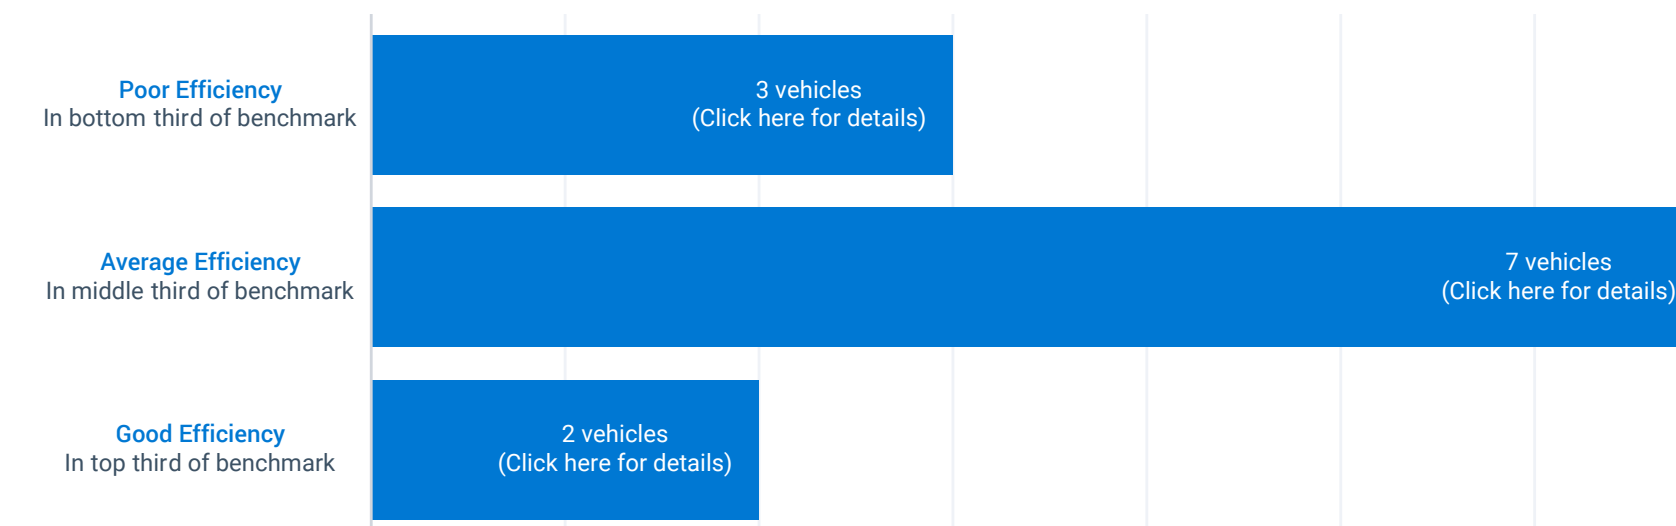 Poor Efficiency
In bottom third of benchmark
3 vehicles
(Click here for details)
Average Efficiency
In middle third of benchmark
7 vehicles
(Click here for details)
Good Efficiency
In top third of benchmark
2 vehicles
(Click here for details)